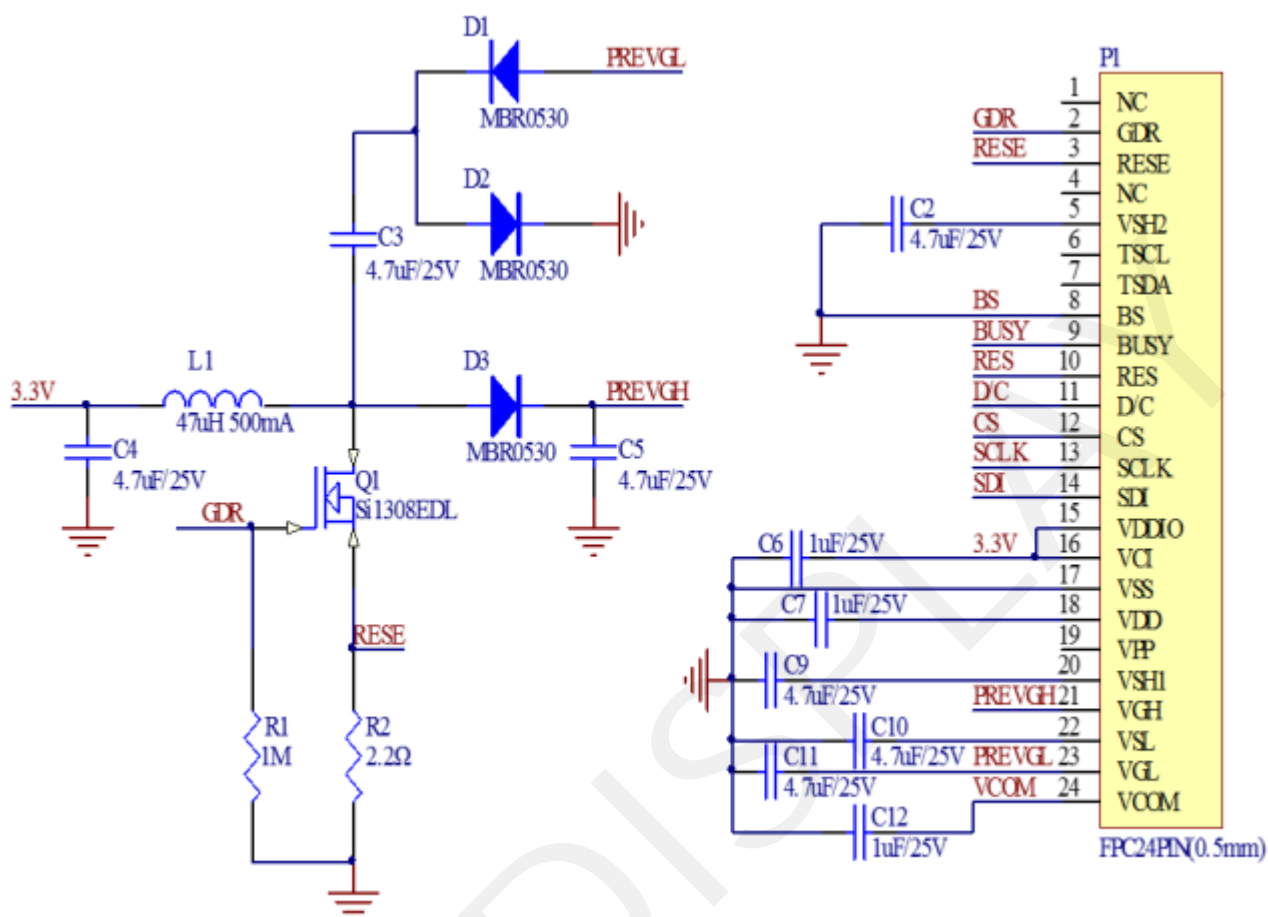 D1
PREVGL
MBR0530
D2
MBR0530
C3
4.7uF/25V
L1
3.3V
47uH 500mA
D3
PREVGH
MBR0530
C4
4.7uF/25V
C5
4.7uF/25V
Q1
Si1308EDL
GDR
RESE
R1
1M
R2
2.2Ω
P1
1 NC
GDR 2 GDR
RESE 3 RESE
4 NC
C2
4.7uF/25V
5 VSH2
6 TSCL
7 TSDA
BS 8 BS
BUSY 9 BUSY
RES 10 RES
D/C 11 D/C
CS 12 CS
SCLK 13 SCLK
SDI 14 SDI
15 VDDIO
C6 1uF/25V 3.3V 16 VCI
17 VSS
C7 1uF/25V 18 VDD
19 VPP
C9
4.7uF/25V
20 VSH1
PREVGH 21 VGH
C10
4.7uF/25V
22 VSL
C11
4.7uF/25V
PREVGL 23 VGL
VCOM 24 VCOM
C12
1uF/25V
FPC24PIN(0.5mm)
DISPLAY